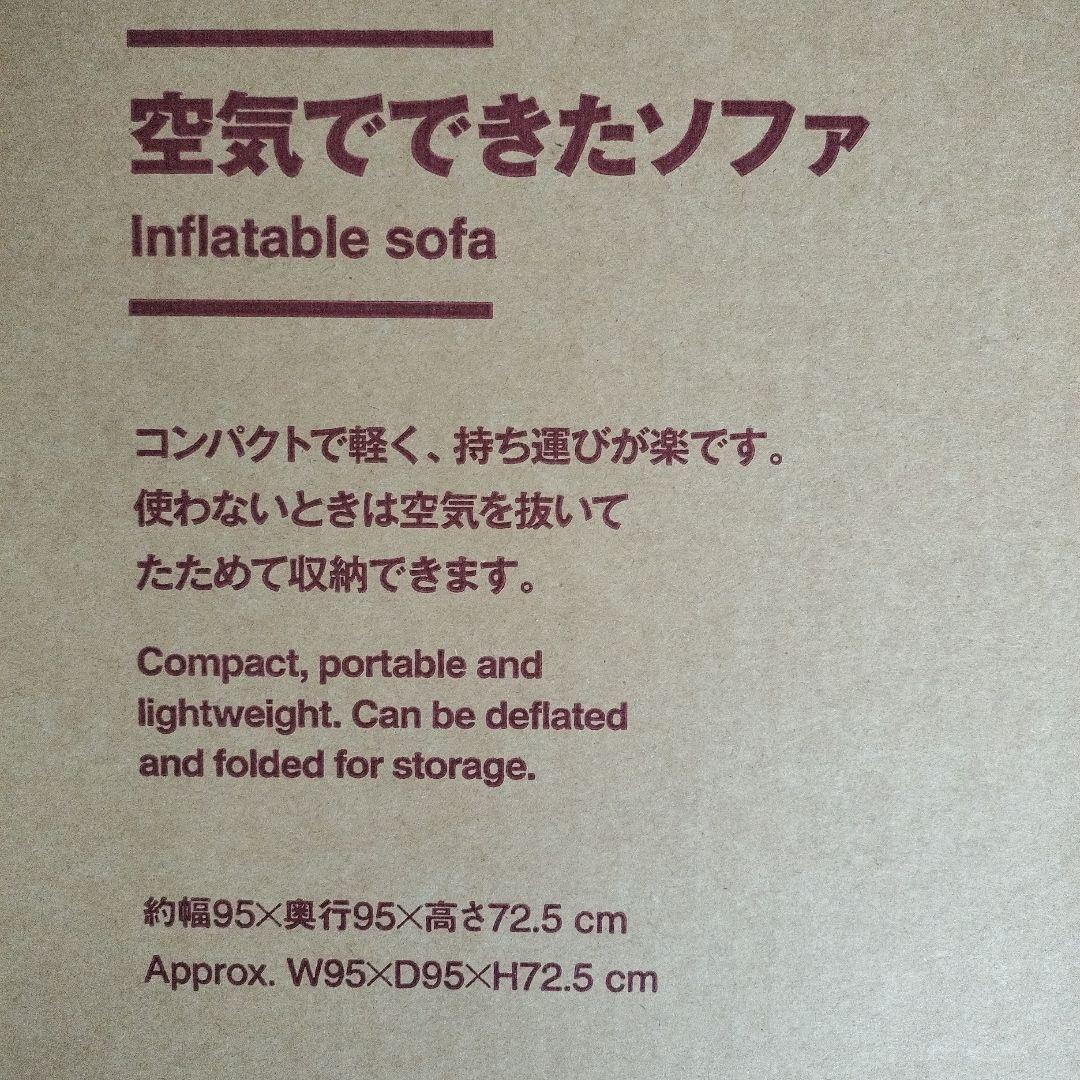 空気でできたソファ
Inflatable sofa
コンパクトで軽く、持ち運びが楽です。
使わないときは空気を抜いて
たためて収納できます。
Compact, portable and
lightweight. Can be deflated
and folded for storage.
約幅95×奥行95×高さ72.5 cm
Approx. W95×D95×H72.5 cm